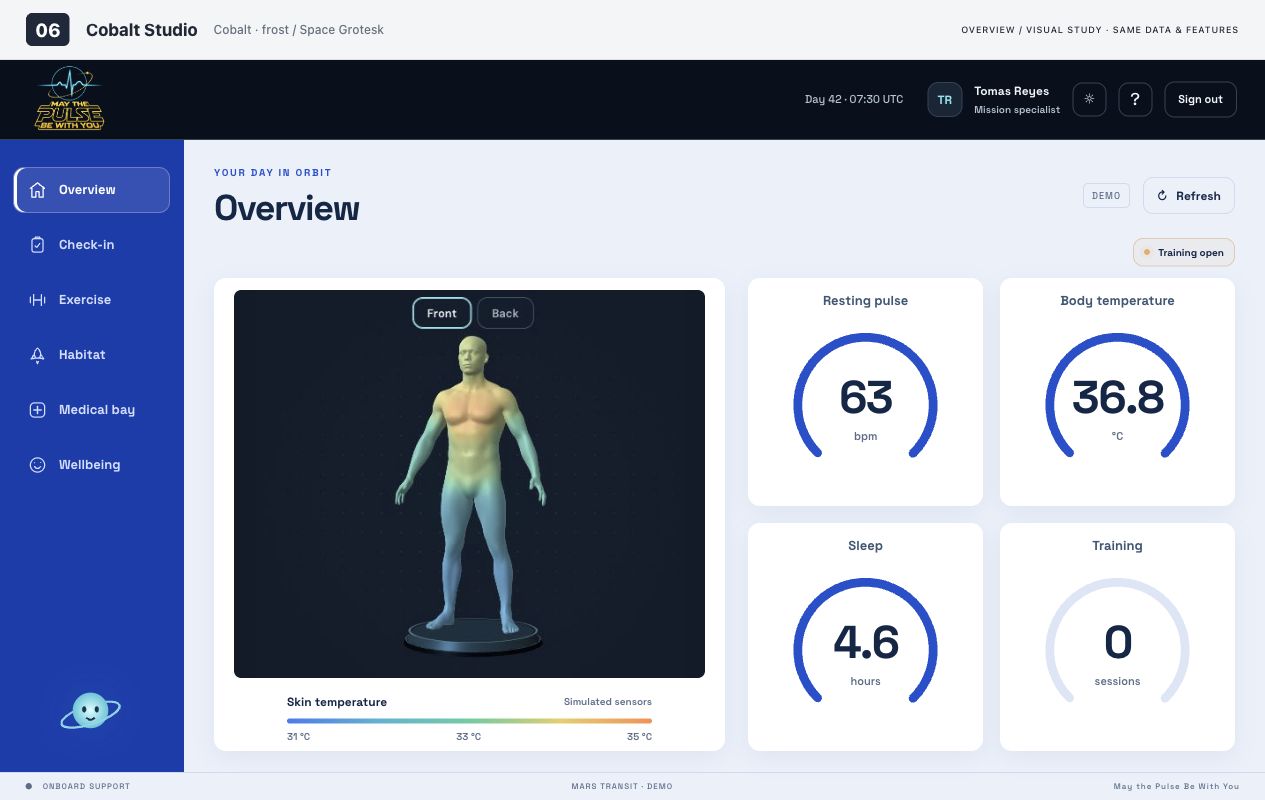 06 Cobalt Studio Cobalt · frost / Space Grotesk OVERVIEW / VISUAL STUDY · SAME DATA & FEATURES
MAY THE
PULSE
BE WITH YOU
Day 42 · 07:30 UTC
TR
Tomas Reyes
Mission specialist
?
Sign out
Overview
Check-in
Exercise
Habitat
Medical bay
Wellbeing
YOUR DAY IN ORBIT
Overview
DEMO
Refresh
Training open
Front Back
Skin temperature Simulated sensors
31 °C 33 °C 35 °C
Resting pulse
63
bpm
Body temperature
36.8
°C
Sleep
4.6
hours
Training
0
sessions
ONBOARD SUPPORT MARS TRANSIT · DEMO May the Pulse Be With You